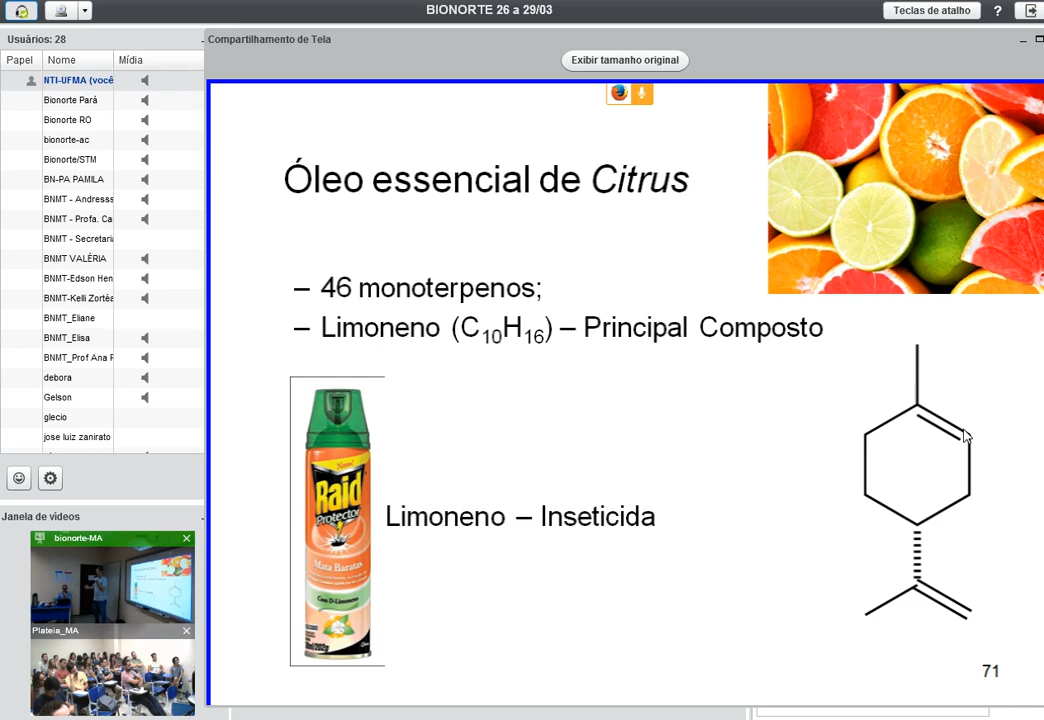 BIONORTE 26 a 29/03
Teclas de atalho
?
Usuários: 28
Papel Nome Mídia
NTI-UFMA (você
Bionorte Pará
Bionorte RO
bionorte-ac
Bionorte/STM
BN-PA PAMILA
BNMT - Andresss
BNMT - Profa. Ca
BNMT - Secretari
BNMT VALÉRIA
BNMT-Edson Hen
BNMT-Kelli Zortéa
BNMT_Eliane
BNMT_Elisa
BNMT_Prof Ana P
debora
Gelson
glecio
jose luiz zanirato
Janela de videos
bionorte-MA
Plateia_MA
Compartilhamento de Tela
Exibir tamanho original
Óleo essencial de Citrus
– 46 monoterpenos;
– Limoneno (C10H16) – Principal Composto
Novo!
Raid
Protector
Mata Baratas
Com D-Limoneno
Limoneno – Inseticida
71